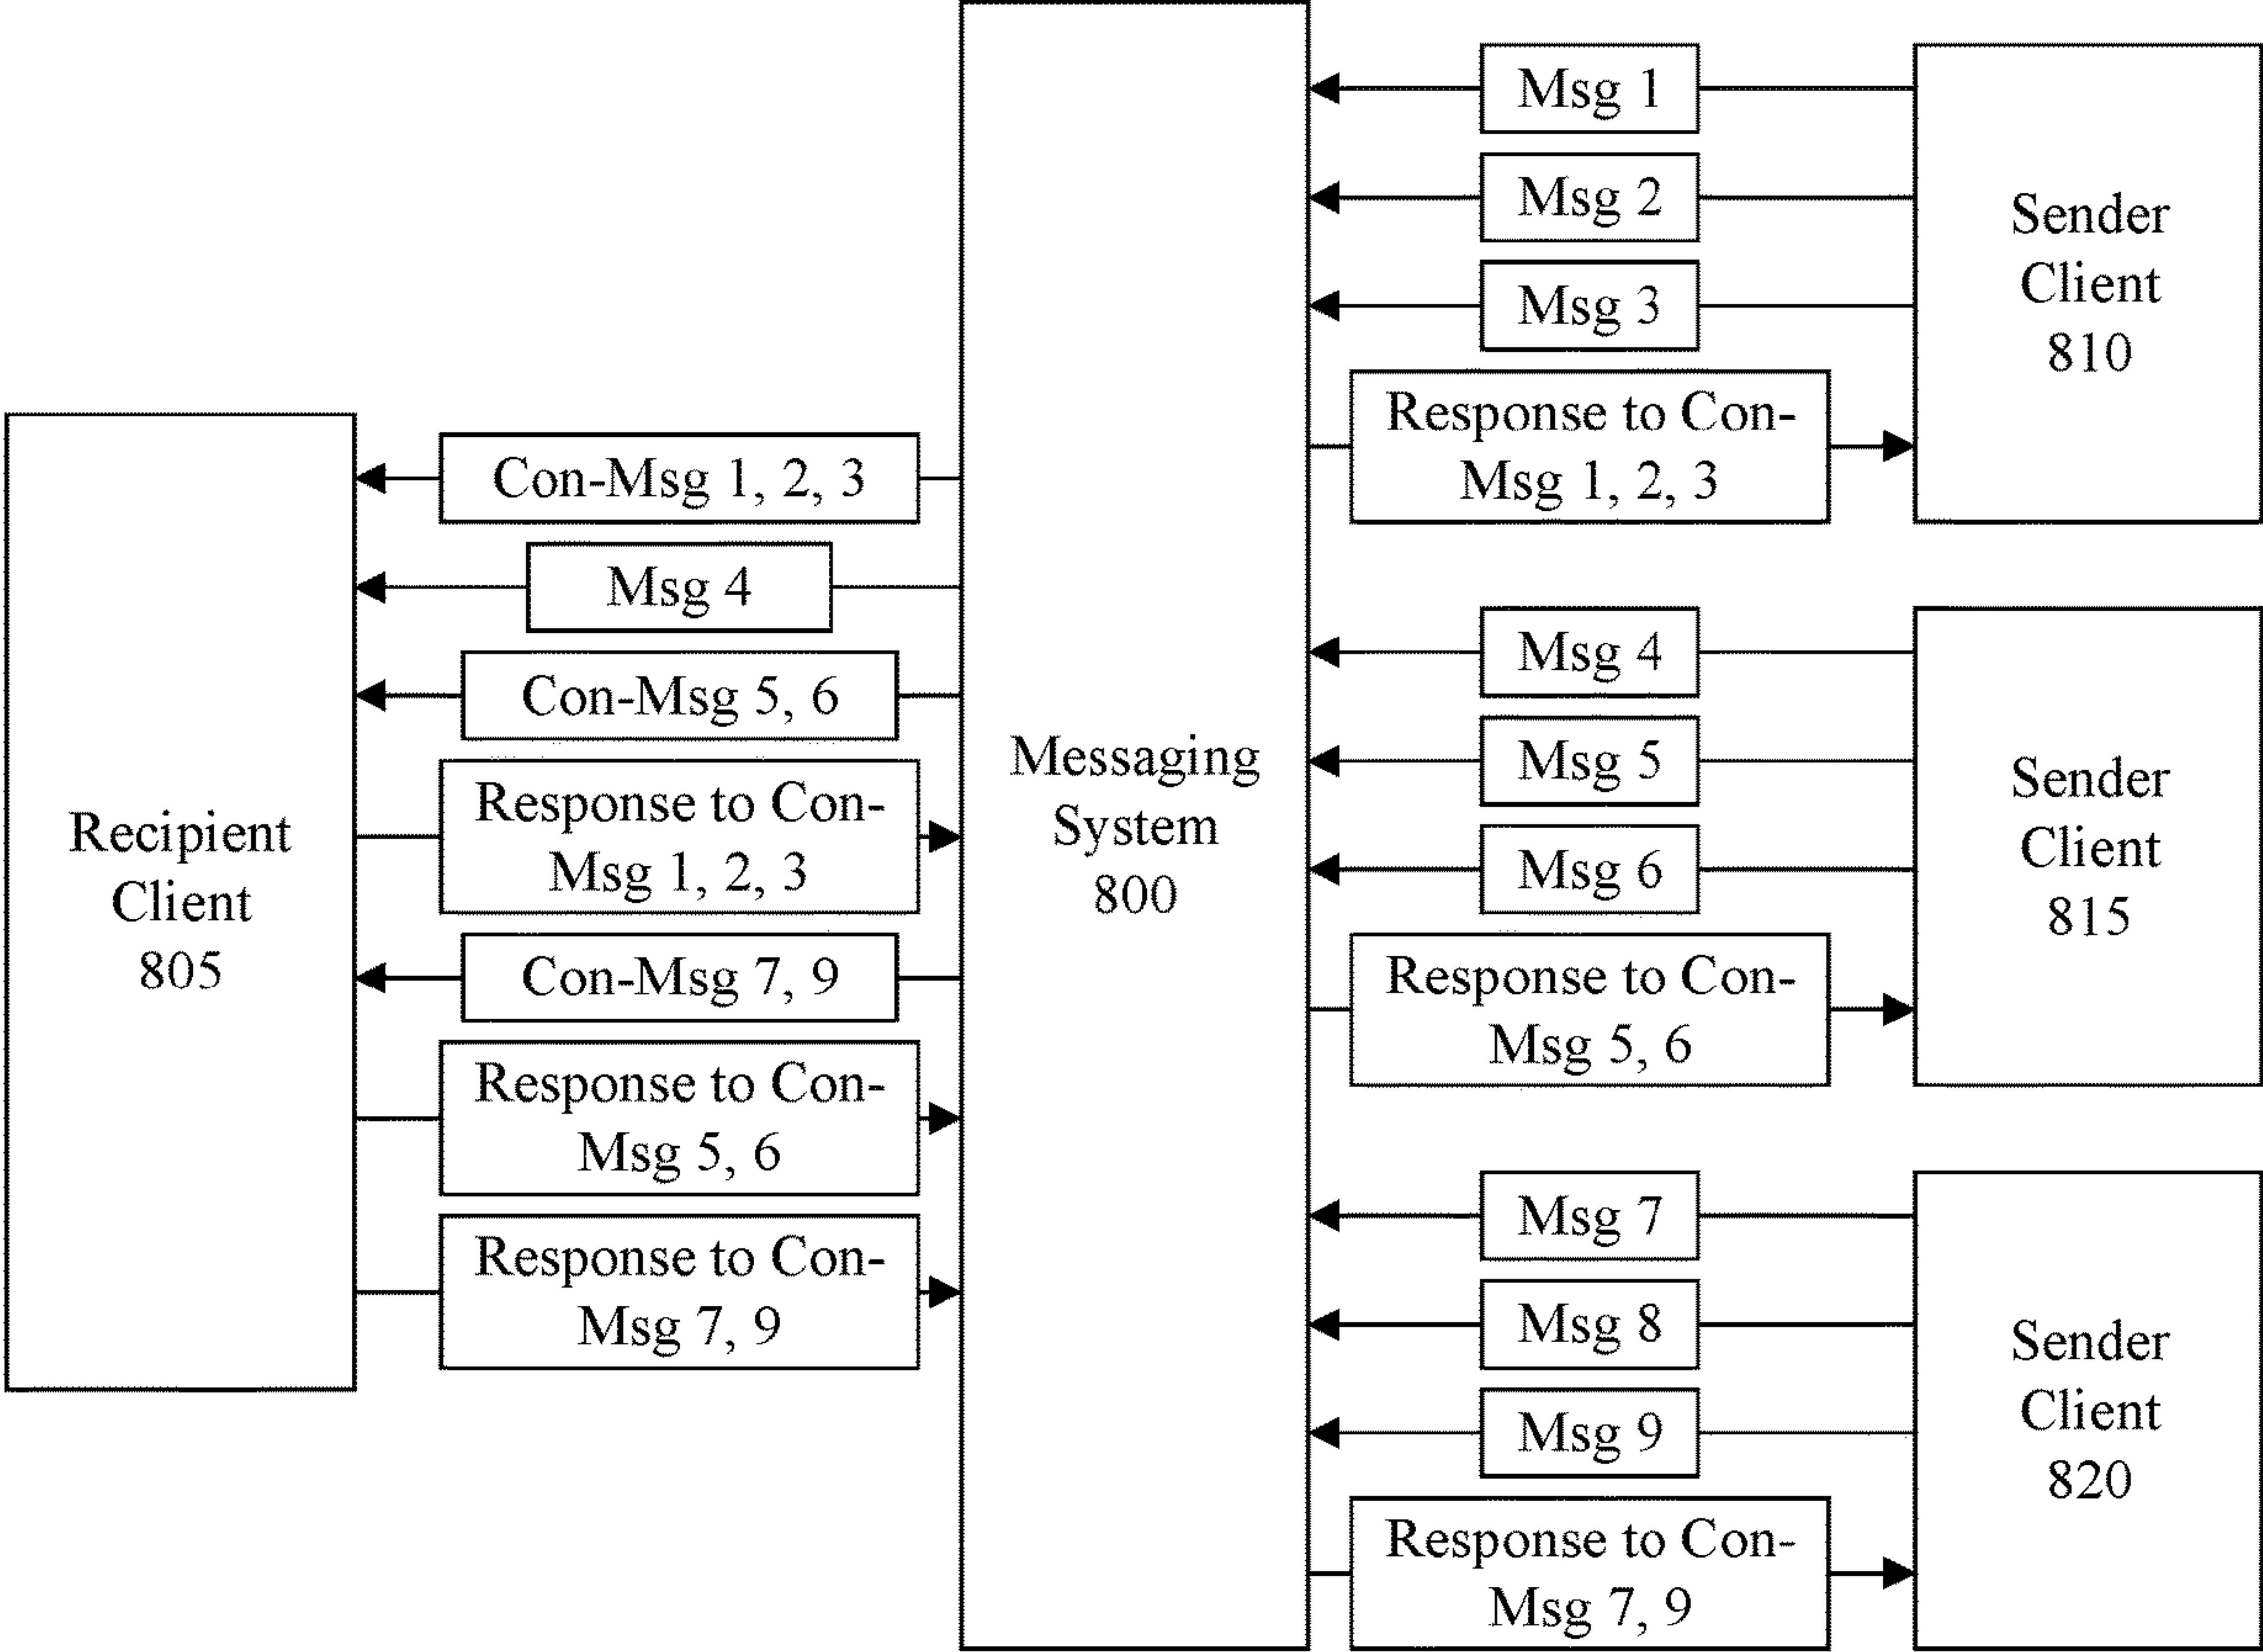 Recipient
Client
805
Con-Msg 1, 2, 3
Msg 4
Con-Msg 5, 6
Response to Con-
Msg 1, 2, 3
Con-Msg 7, 9
Response to Con-
Msg 5, 6
Response to Con-
Msg 7, 9
Messaging
System
800
Msg 1
Msg 2
Msg 3
Response to Con-
Msg 1, 2, 3
Sender
Client
810
Msg 4
Msg 5
Msg 6
Response to Con-
Msg 5, 6
Sender
Client
815
Msg 7
Msg 8
Msg 9
Response to Con-
Msg 7, 9
Sender
Client
820